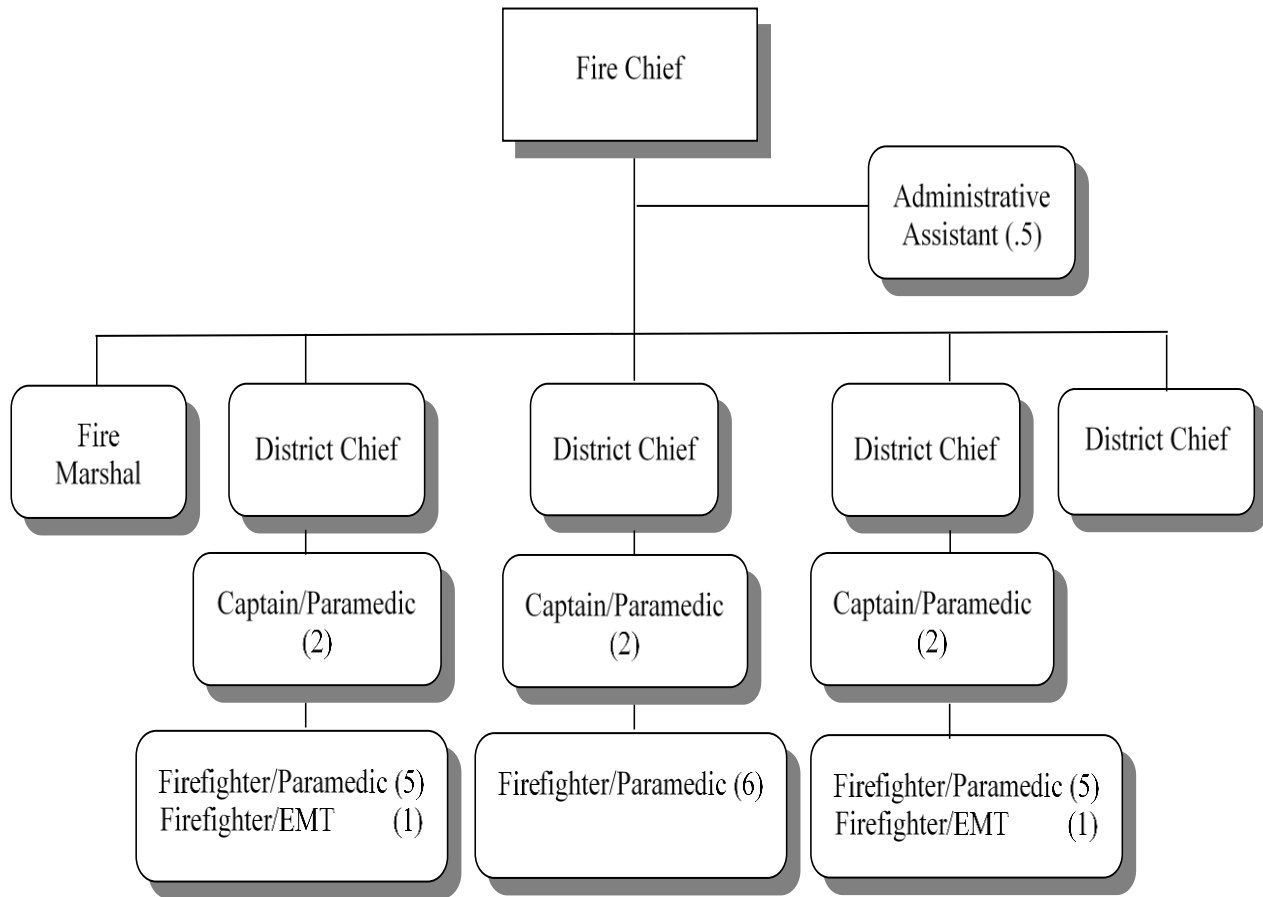 Fire Chief
Administrative
Assistant (.5)
Fire
Marshal
District Chief
District Chief
District Chief
District Chief
Captain/Paramedic
(2)
Captain/Paramedic
(2)
Captain/Paramedic
(2)
Firefighter/Paramedic (5)
Firefighter/EMT (1)
Firefighter/Paramedic (6)
Firefighter/Paramedic (5)
Firefighter/EMT (1)